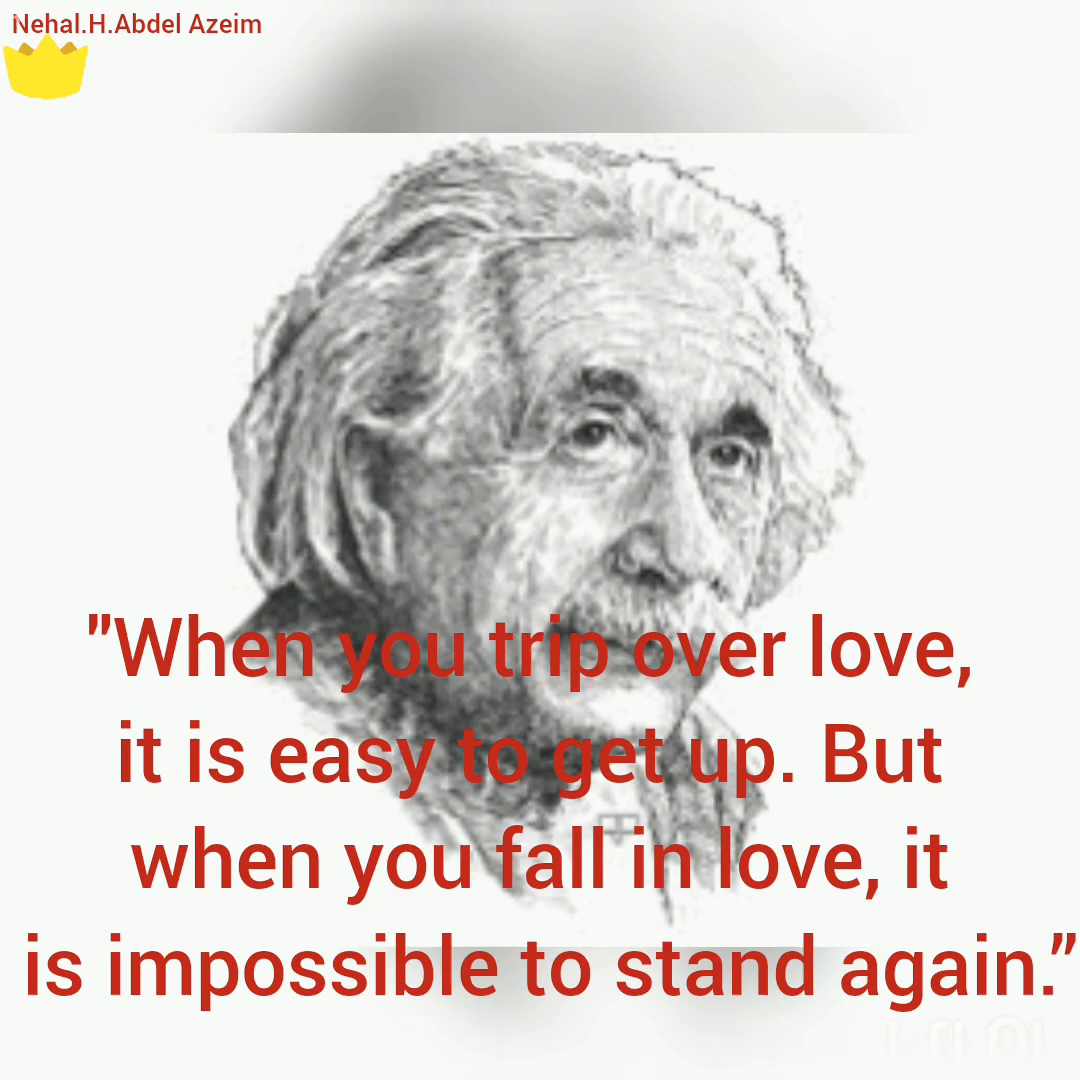 Nehal.H.Abdel Azeim
"When you trip over love,
it is easy to get up. But
when you fall in love, it
is impossible to stand again.”